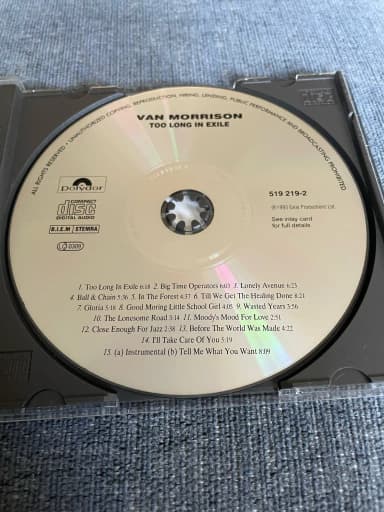 ALL RIGHTS RESERVED • UNAUTHORIZED COPYING, REPRODUCTION, HIRING, LENDING, PUBLIC PERFORMANCE AND BROADCASTING PROHIBITED
VAN MORRISON
TOO LONG IN EXILE
Polydor
COMPACT
disc
DIGITAL AUDIO
B.I.E.M STEMRA
519 219-2
See inlay card
for full details
1. Too Long In Exile 6:18 2. Big Time Operators 6:03 3. Lonely Avenue 6:23
4. Ball & Chain 5:36 5. In The Forest 4:37 6. Till We Get The Healing Done 8:21
7. Gloria 5:18 8. Good Moring Little School Girl 4:05 9. Wasted Years 3:56
10. The Lonesome Road 3:14 11. Moody's Mood For Love 2:51
12. Close Enough For Jazz 2:38 13. Before The World Was Made 4:22
14. I'll Take Care Of You 5:19
15. (a) Instrumental (b) Tell Me What You Want 8:09